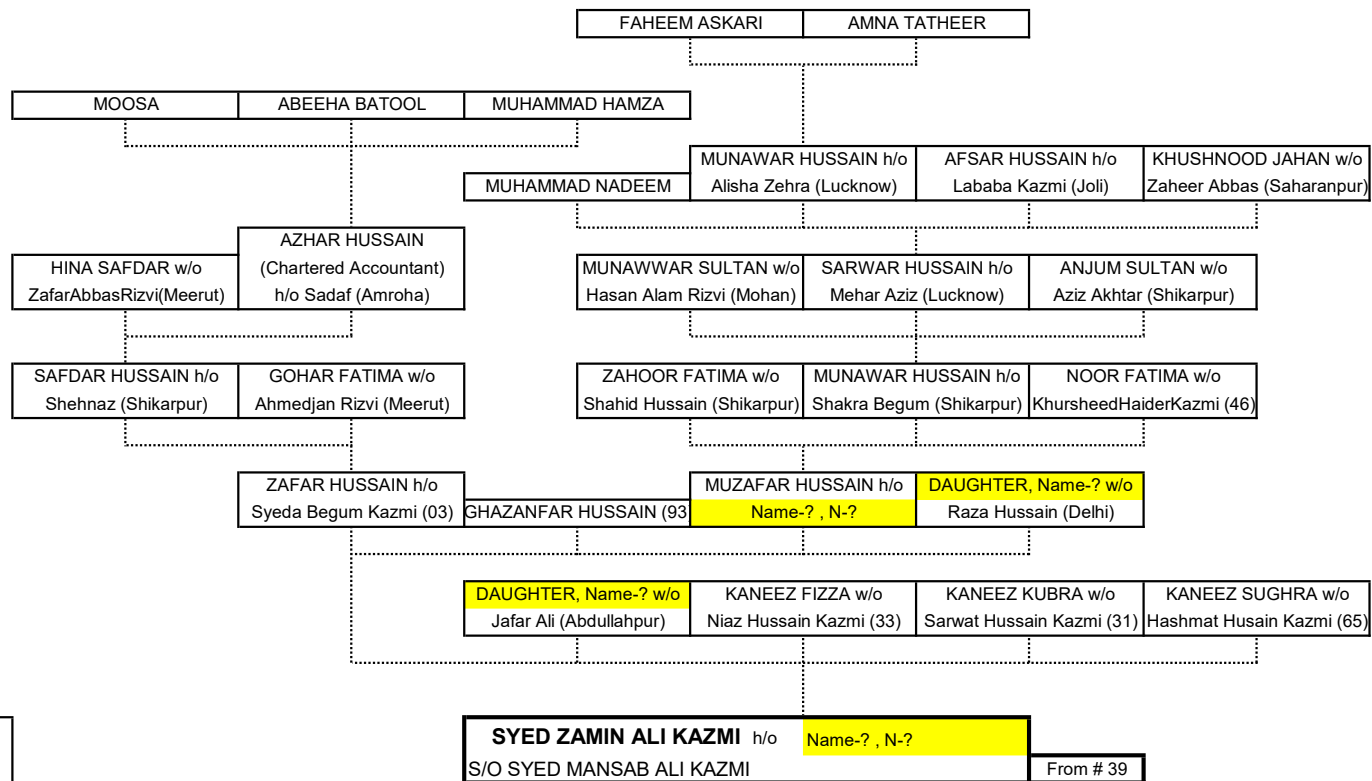 FAHEEM ASKARI AMNA TATHEER
MOOSA ABEEHA BATOOL MUHAMMAD HAMZA
MUNAWAR HUSSAIN h/o AFSAR HUSSAIN h/o KHUSHNOOD JAHAN w/o
MUHAMMAD NADEEM Alisha Zehra (Lucknow) Lababa Kazmi (Joli) Zaheer Abbas (Saharanpur)
AZHAR HUSSAIN
HINA SAFDAR w/o (Chartered Accountant) MUNAWWAR SULTAN w/o SARWAR HUSSAIN h/o ANJUM SULTAN w/o
ZafarAbbasRizvi(Meerut) h/o Sadaf (Amroha) Hasan Alam Rizvi (Mohan) Mehar Aziz (Lucknow) Aziz Akhtar (Shikarpur)
SAFDAR HUSSAIN h/o GOHAR FATIMA w/o ZAHOOR FATIMA w/o MUNAWAR HUSSAIN h/o NOOR FATIMA w/o
Shehnaz (Shikarpur) Ahmedjan Rizvi (Meerut) Shahid Hussain (Shikarpur) Shakra Begum (Shikarpur) KhursheedHaiderKazmi (46)
ZAFAR HUSSAIN h/o MUZAFAR HUSSAIN h/o DAUGHTER, Name-? w/o
Syeda Begum Kazmi (03) GHAZANFAR HUSSAIN (93 Name-? , N-? Raza Hussain (Delhi)
DAUGHTER, Name-? w/o KANEEZ FIZZA w/o KANEEZ KUBRA w/o KANEEZ SUGHRA w/o
Jafar Ali (Abdullahpur) Niaz Hussain Kazmi (33) Sarwat Hussain Kazmi (31) Hashmat Husain Kazmi (65)
SYED ZAMIN ALI KAZMI h/o Name-? , N-?
S/O SYED MANSAB ALI KAZMI From # 39